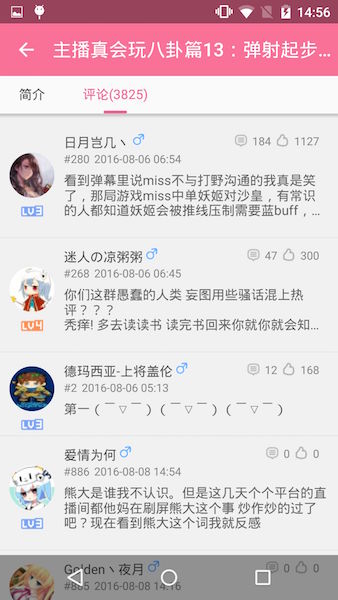 14:56
主播真会玩八卦篇13：弹射起步...
简介
评论(3825)
日月岂几丶
184
1127
#280 2016-08-06 06:54
LV3
看到弹幕里说miss不与打野沟通的我真是笑
了，那局游戏miss中单妖姬对沙皇，有常识
的人都知道妖姬会被推线压制需要蓝buff，...
迷人の凉粥粥
47
300
#268 2016-08-06 06:45
LV4
你们这群愚蠢的人类 妄图用些骚话混上热
评？？？
秃痒! 多去读读书 读完书回来你就你就会知...
德玛西亚-上将盖伦
12
168
#2 2016-08-06 05:13
LV3
第一（￣▽￣）（￣▽￣）（￣▽￣）
爱情为何
0
0
#886 2016-08-08 14:54
LV3
熊大是谁我不认识。但是这几天个个平台的直
播间都他妈在刷屏熊大这个事 炒作炒的过了
吧？现在看到熊大这个词我就反感
Golden丶夜月
0
0
#885 2016-08-08 14:16